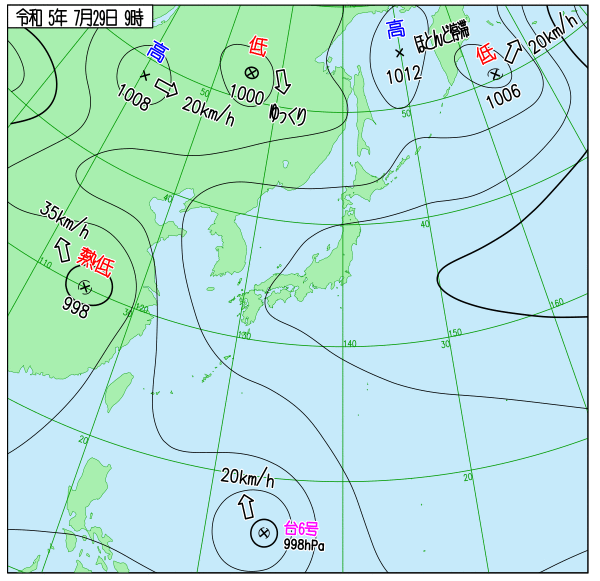 令和 5年 7月29日 9時
高
1008
20km/h
低
1000
ゆっくり
高
1012
ほとんど停滞
低
1006
20km/h
50
50
40
40
35km/h
熱低
998
110
120
30
130
140
30
150
160
20
20
20km/h
台6号
998hPa